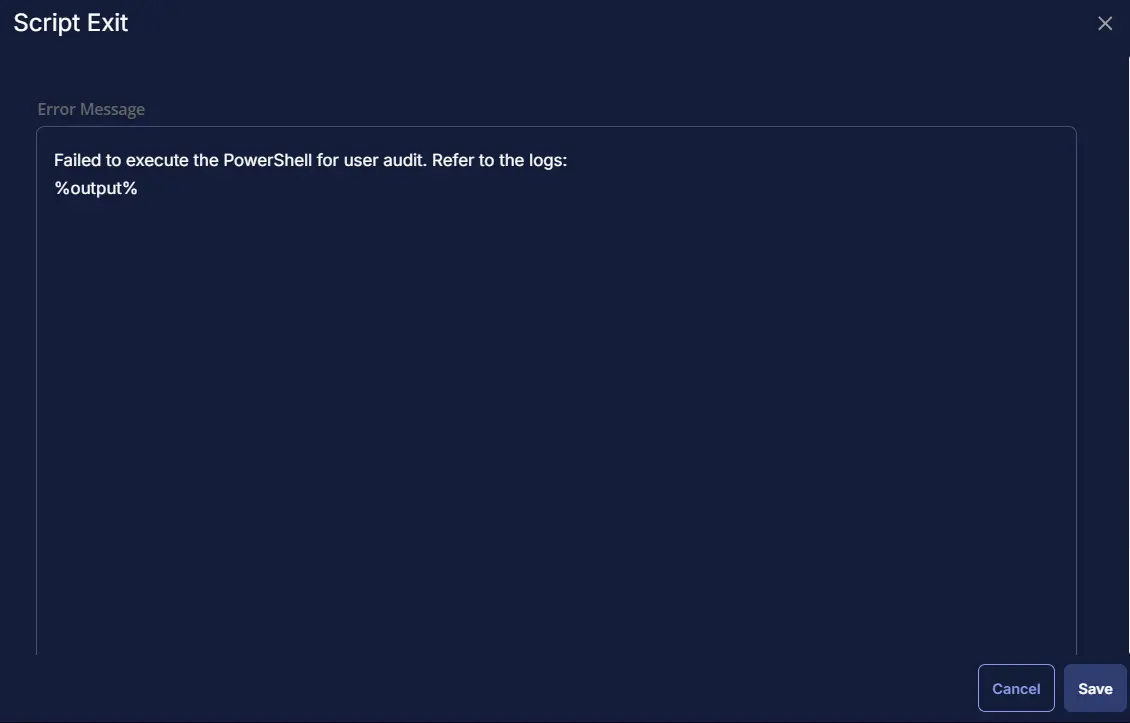 Script Exit
Error Message
Failed to execute the PowerShell for user audit. Refer to the logs:
%output%
Cancel
Save